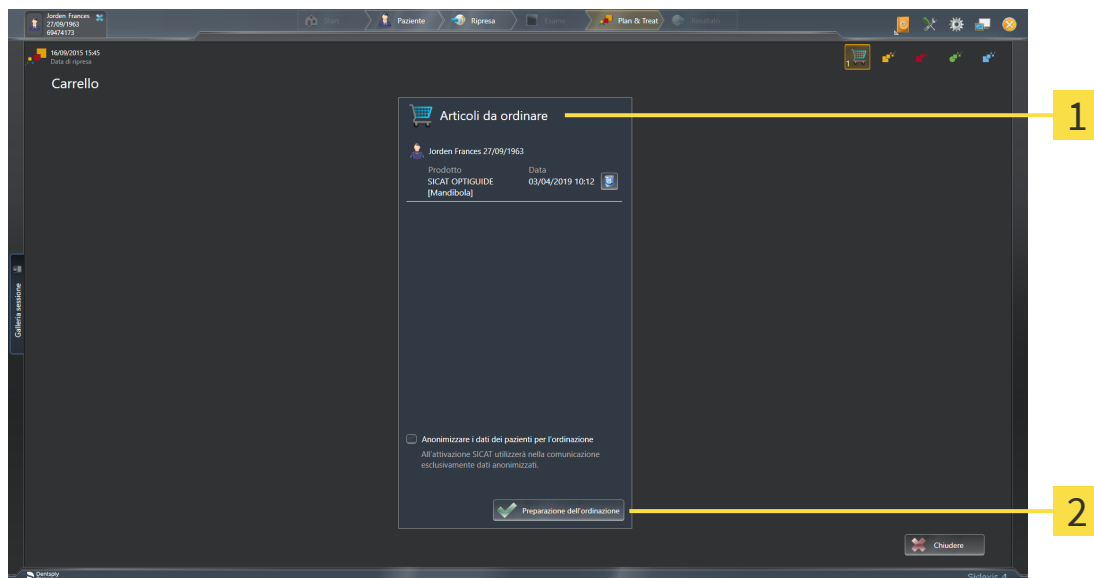 Jorden Frances
27/09/1963
69474173
Start
Paziente
Ripresa
Esame
Plan & Treat
Risultato
16/09/2015 15:45
Data di ripresa
1
Carrello
Articoli da ordinare
1
Jorden Frances 27/09/1963
Prodotto Data
SICAT OPTIGUIDE 03/04/2019 10:12
[Mandibola]
Galleria sessione
Anonimizzare i dati dei pazienti per l'ordinazione
All'attivazione SICAT utilizzerà nella comunicazione
esclusivamente dati anonimizzati.
Preparazione dell'ordinazione
2
Chiudere
Dentsply
Sidexis 4